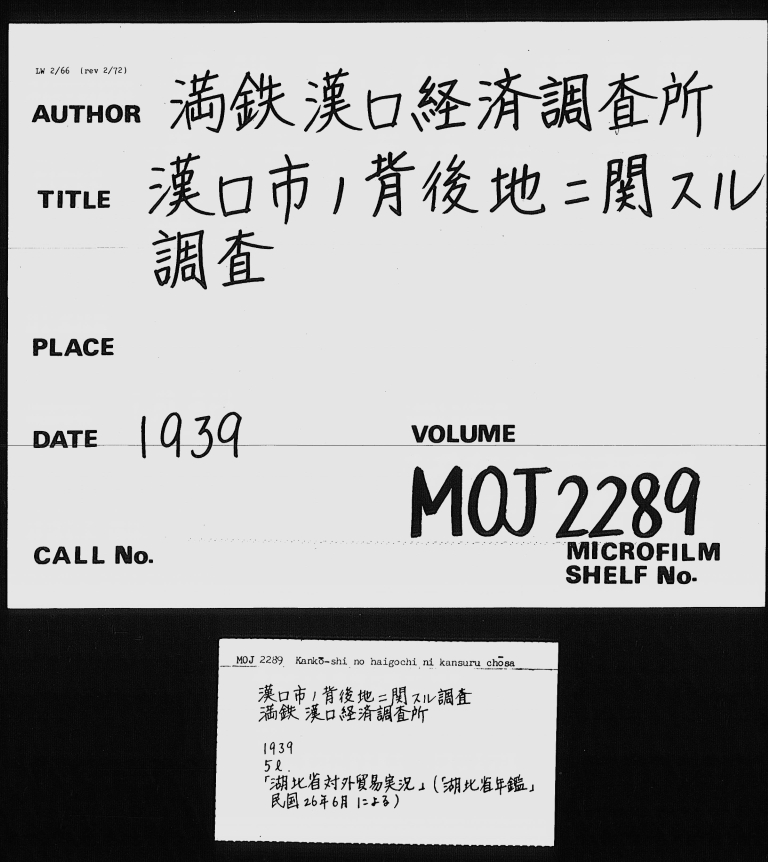 LW 2/66 (rev 2/72)
AUTHOR 満鉄漢口経済調査所
TITLE 漢口市ノ背後地ニ関スル
調査
PLACE
DATE 1939
VOLUME
MOJ 2289
CALL No.
MICROFILM
SHELF No.
MOJ 2289 Kankō-shi no haigochi ni kansuru chōsa
漢口市ノ背後地ニ関スル調査
満鉄 漢口経済調査所
1939
5ℓ.
「湖北省対外貿易実況」(「湖北省年鑑」
民国26年6月による)